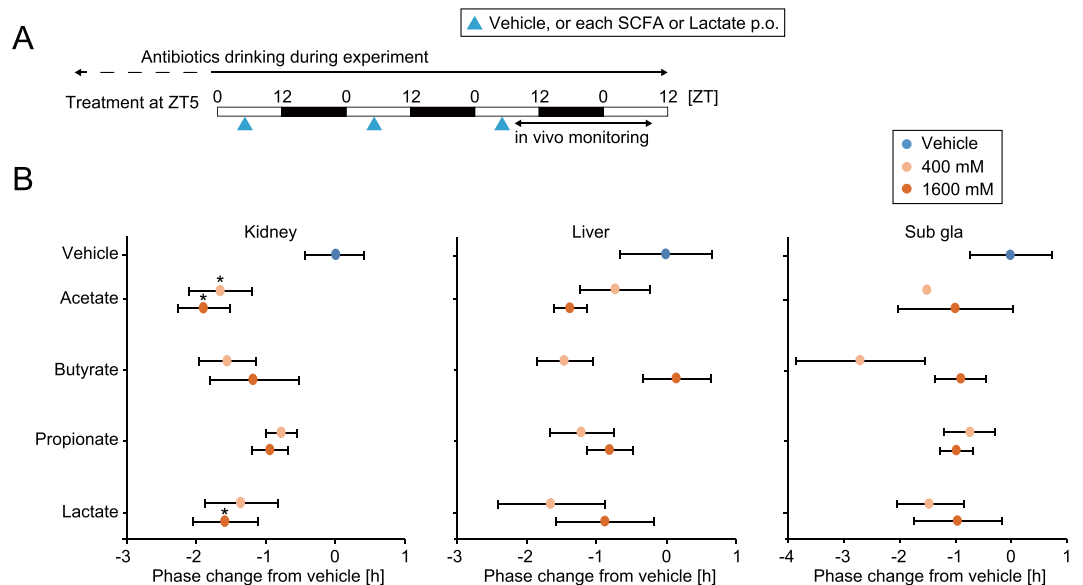 A
Vehicle, or each SCFA or Lactate p.o.
Antibiotics drinking during experiment
Treatment at ZT5
0 12 0 12 0 12 0 12 [ZT]
in vivo monitoring
Vehicle
400 mM
1600 mM
B
Kidney Liver Sub gla
Vehicle
* 
Acetate
*
Butyrate
Propionate
Lactate
*
-3 -2 -1 0 1
-3 -2 -1 0 1
-4 -3 -2 -1 0 1
Phase change from vehicle [h] Phase change from vehicle [h] Phase change from vehicle [h]